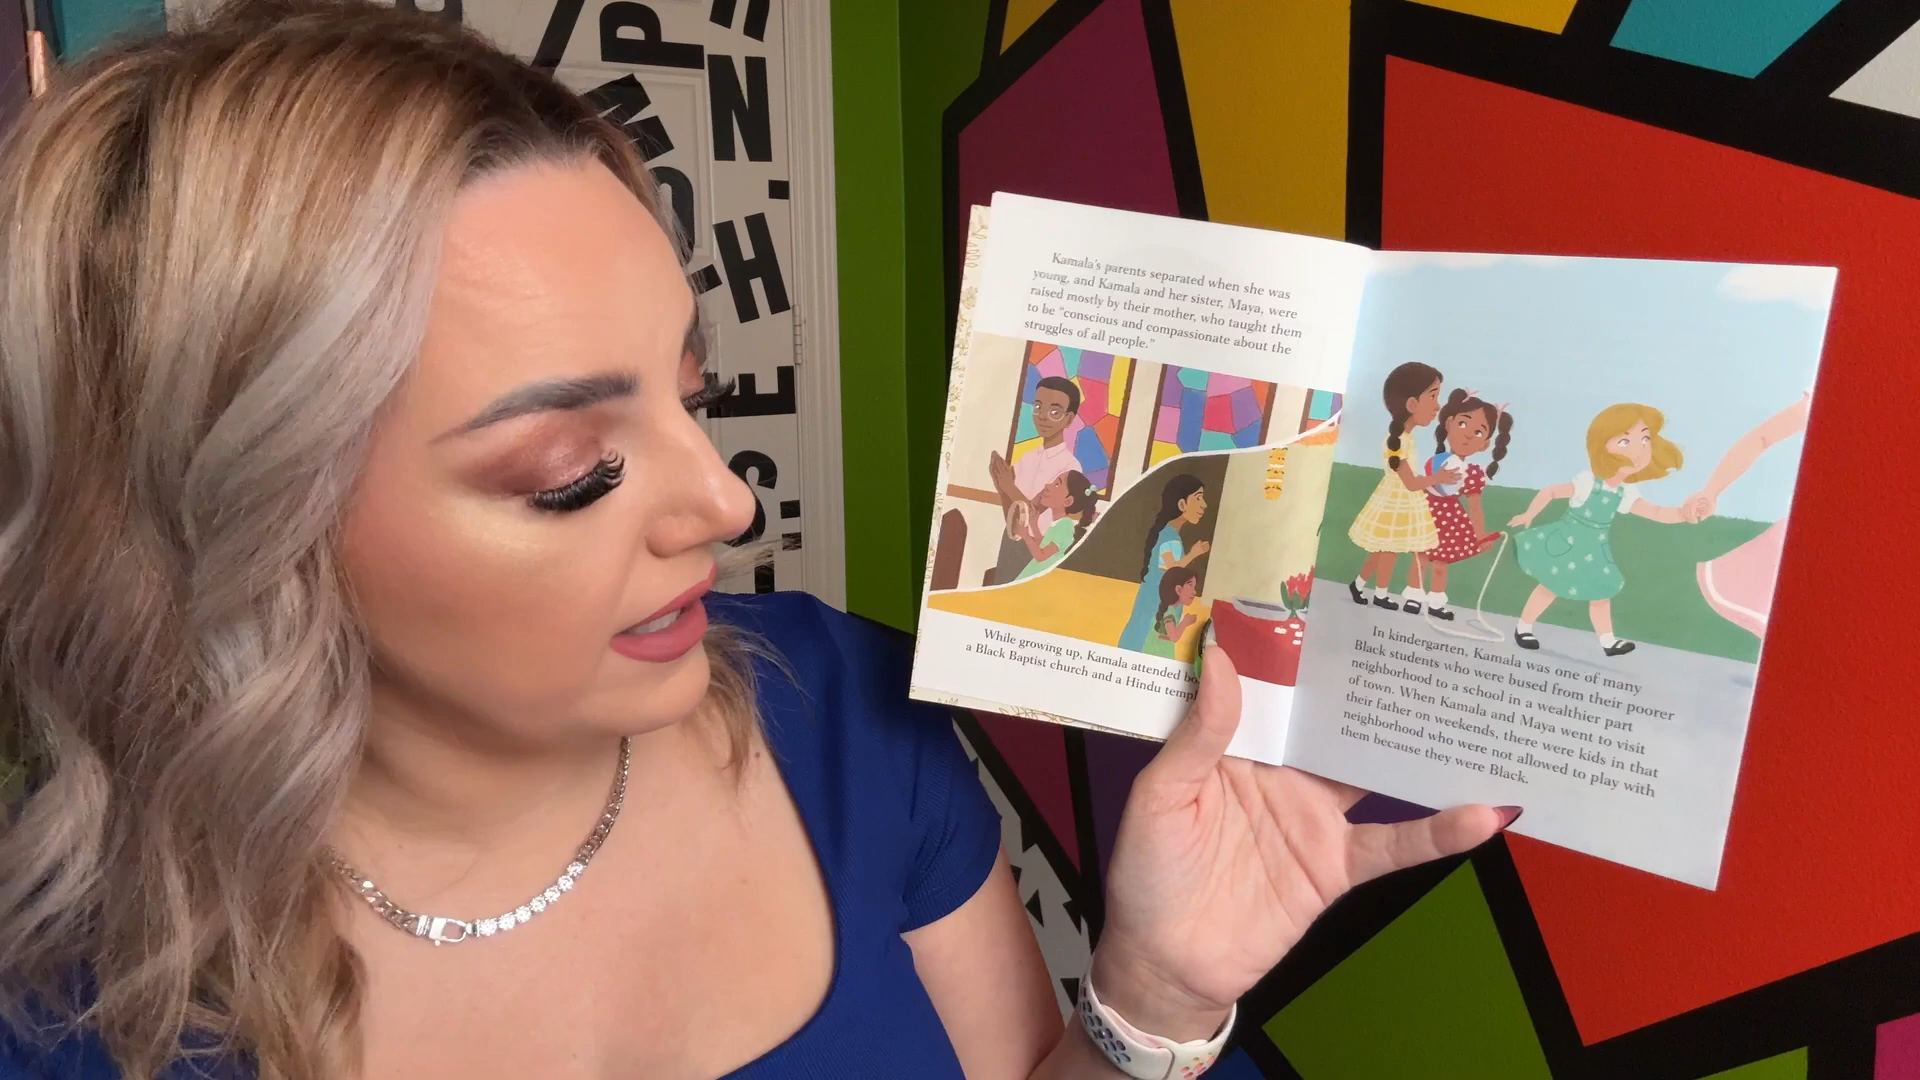 Kamala's parents separated when she was
young, and Kamala and her sister, Maya, were
raised mostly by their mother, who taught them
to be "conscious and compassionate about the
struggles of all people."
While growing up, Kamala attended
a Black Baptist church and a Hindu
In kindergarten, Kamala was one of many
Black students who were bused from their poorer
neighborhood to a school in a wealthier part
of town. When Kamala and Maya went to visit
their father on weekends, there were kids in that
neighborhood who were not allowed to play with
them because they were Black.